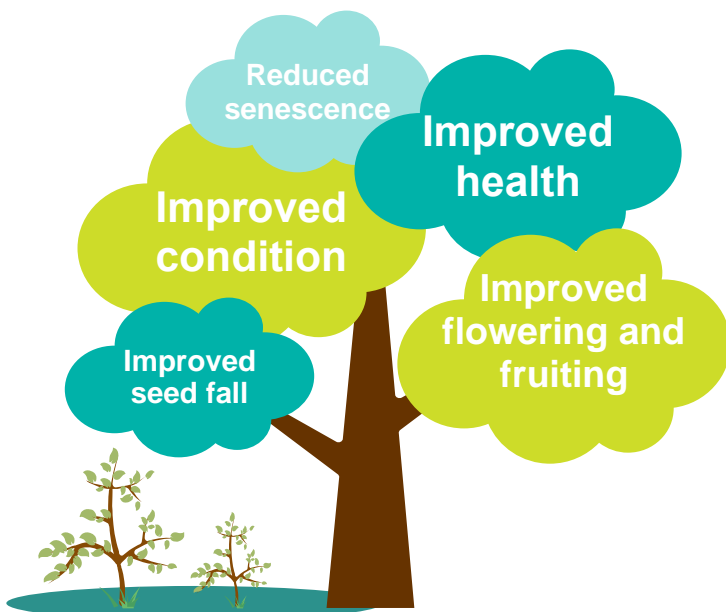 Reduced
senescence
Improved
health
Improved
condition
Improved
flowering and
fruiting
Improved
seed fall